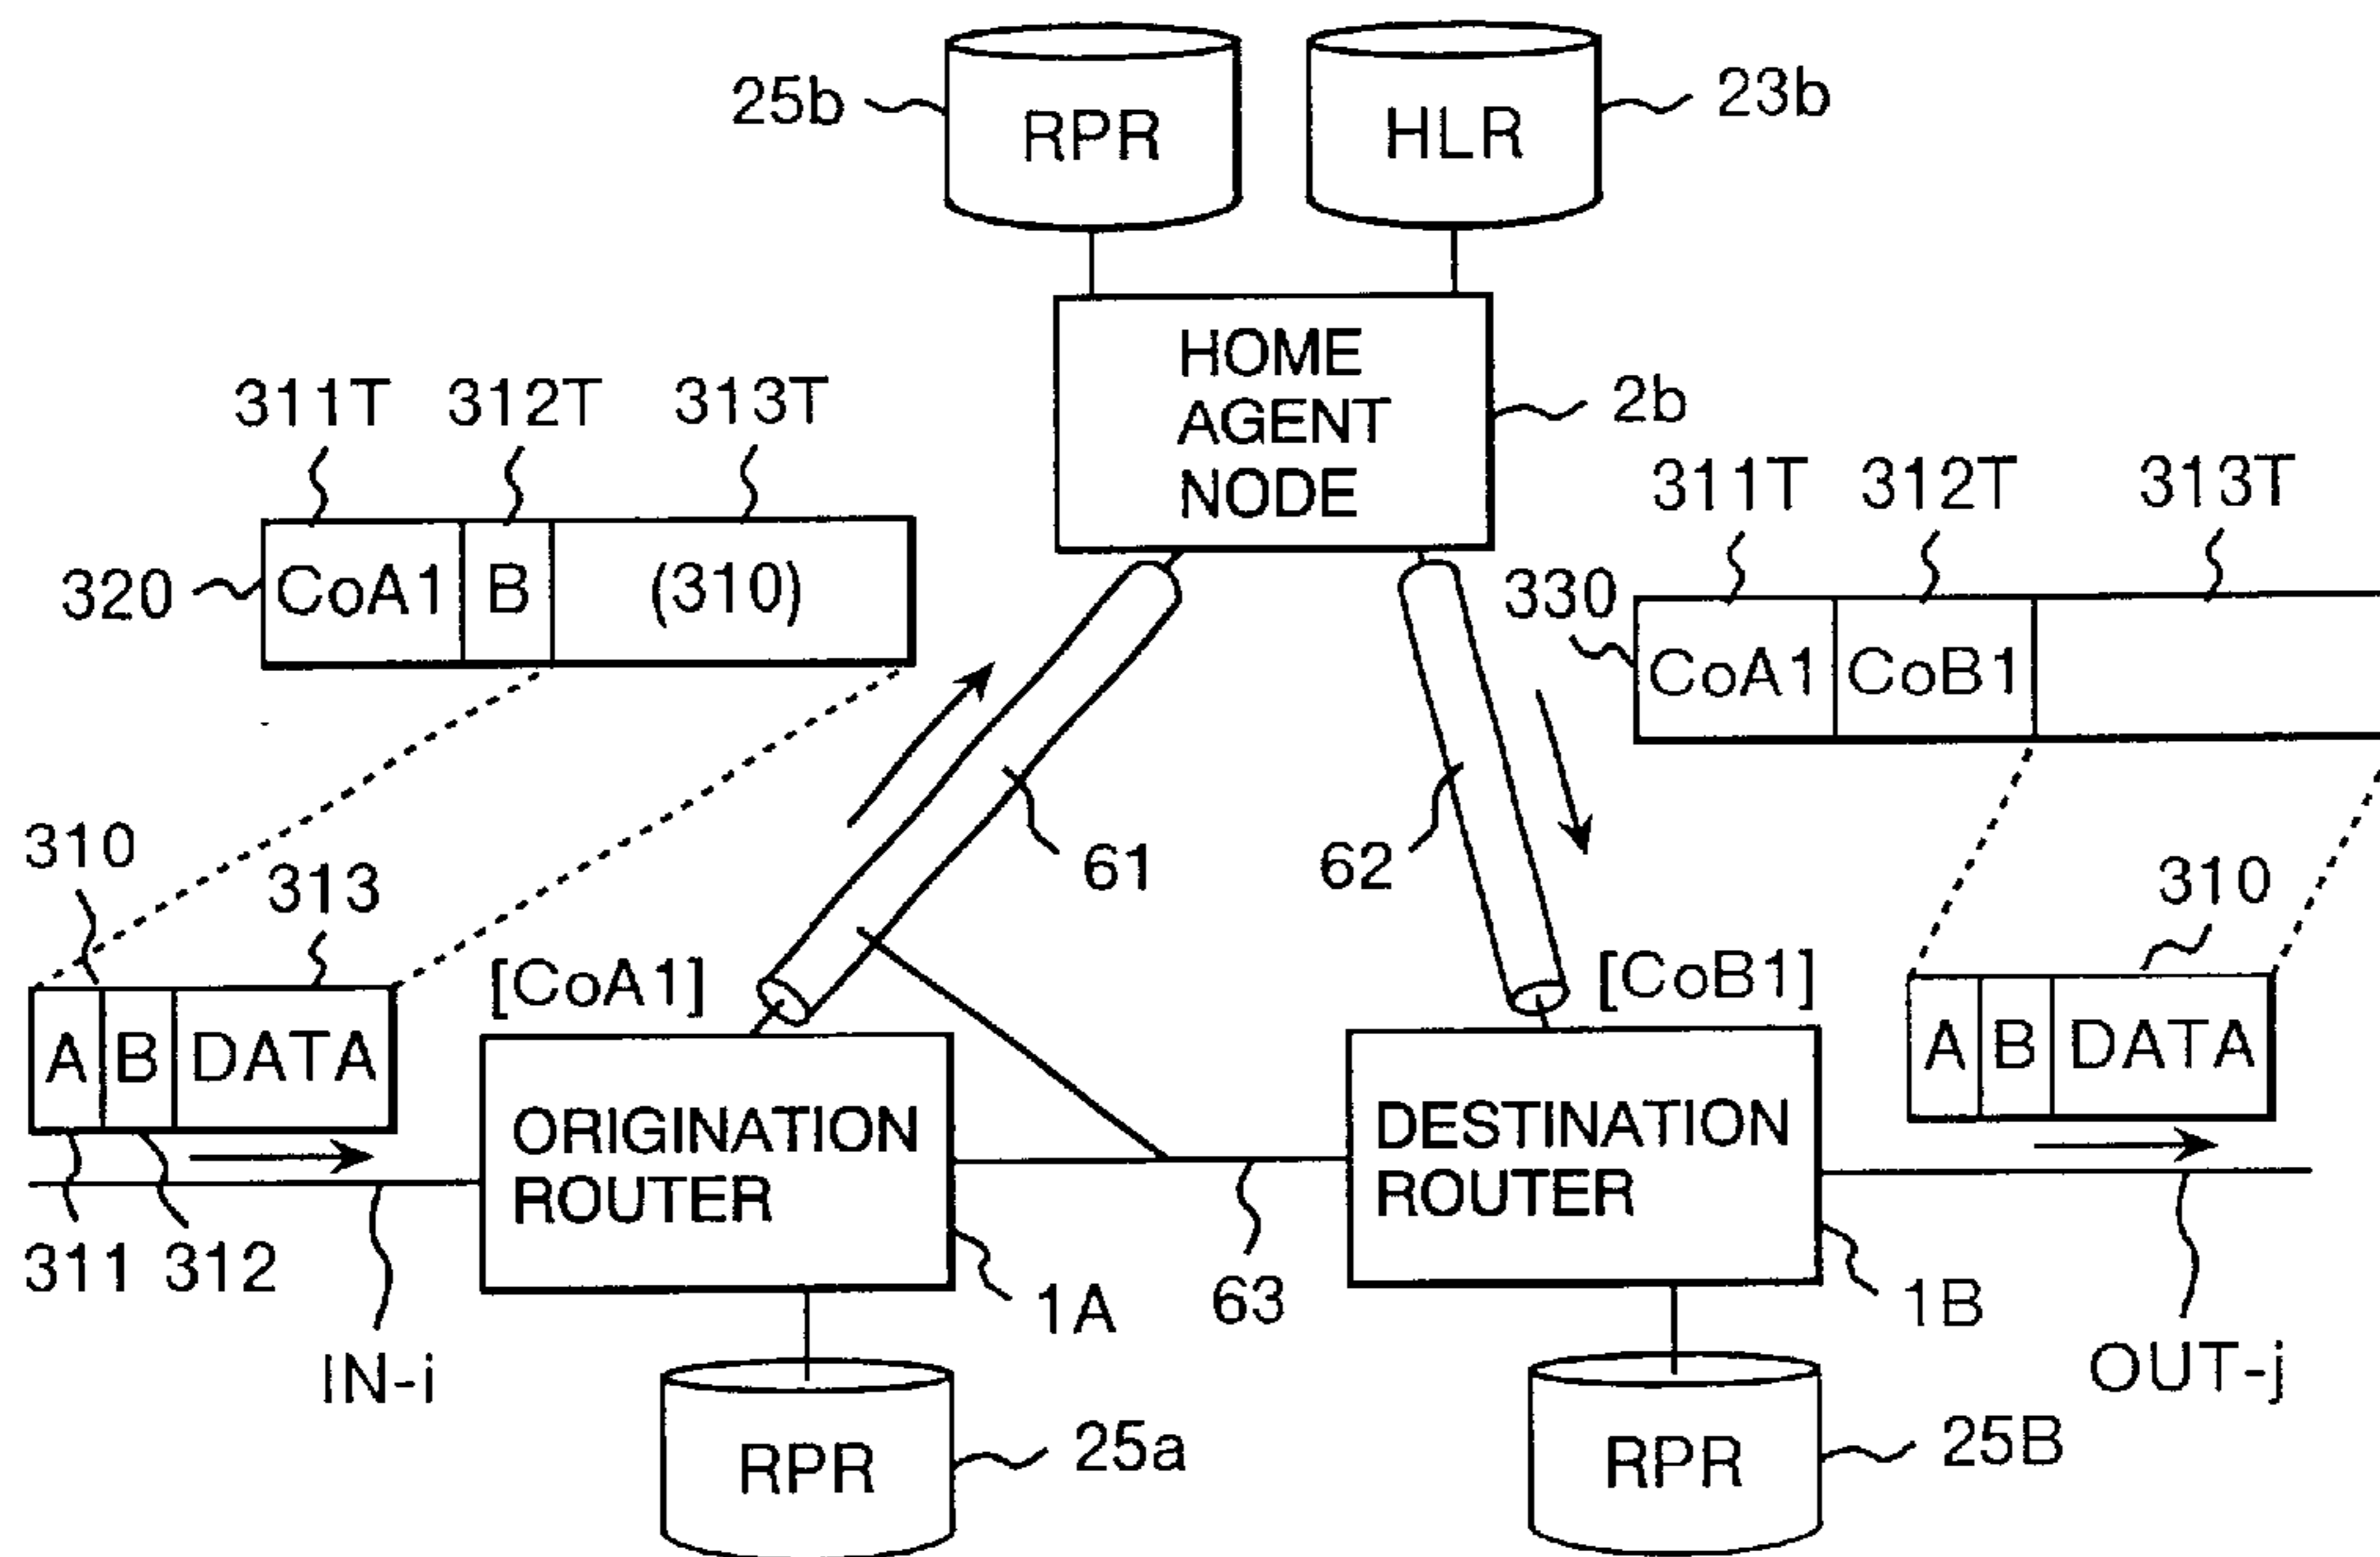 25b
RPR
HLR
23b
HOME
AGENT
NODE
2b
311T 312T 313T
320
CoA1 B (310)
311T 312T 313T
330
CoA1 CoB1
61
62
310
313
A B DATA
311 312
IN-i
[CoA1]
ORIGINATION
ROUTER
1A
63
[CoB1]
DESTINATION
ROUTER
1B
310
A B DATA
OUT-j
RPR
25a
RPR
25B